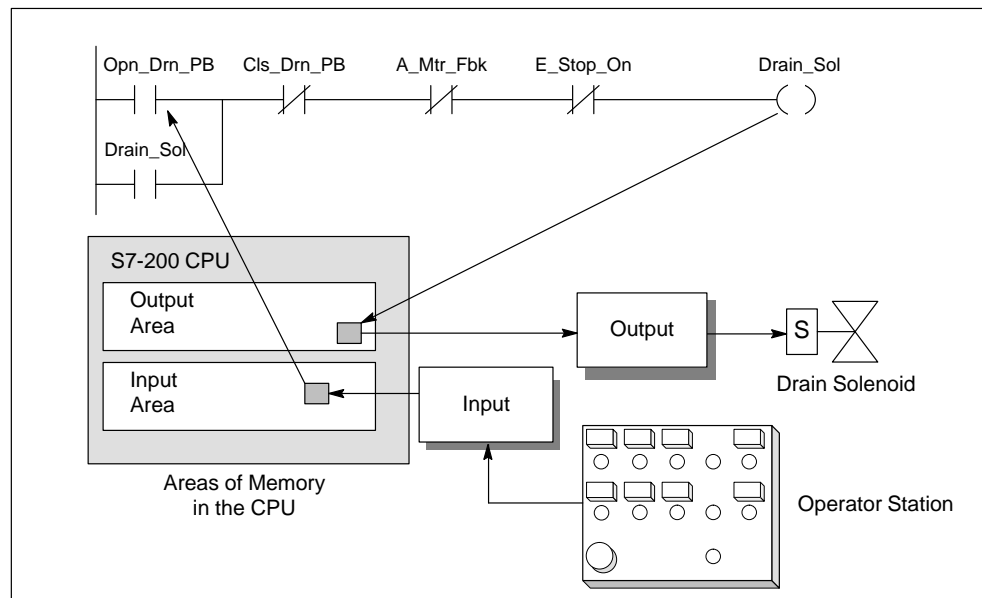 Opn_Drn_PB Cls_Drn_PB A_Mtr_Fbk E_Stop_On Drain_Sol
Drain_Sol
S7-200 CPU
Output
Area
Output
S
Drain Solenoid
Input
Area
Input
Areas of Memory
in the CPU
Operator Station